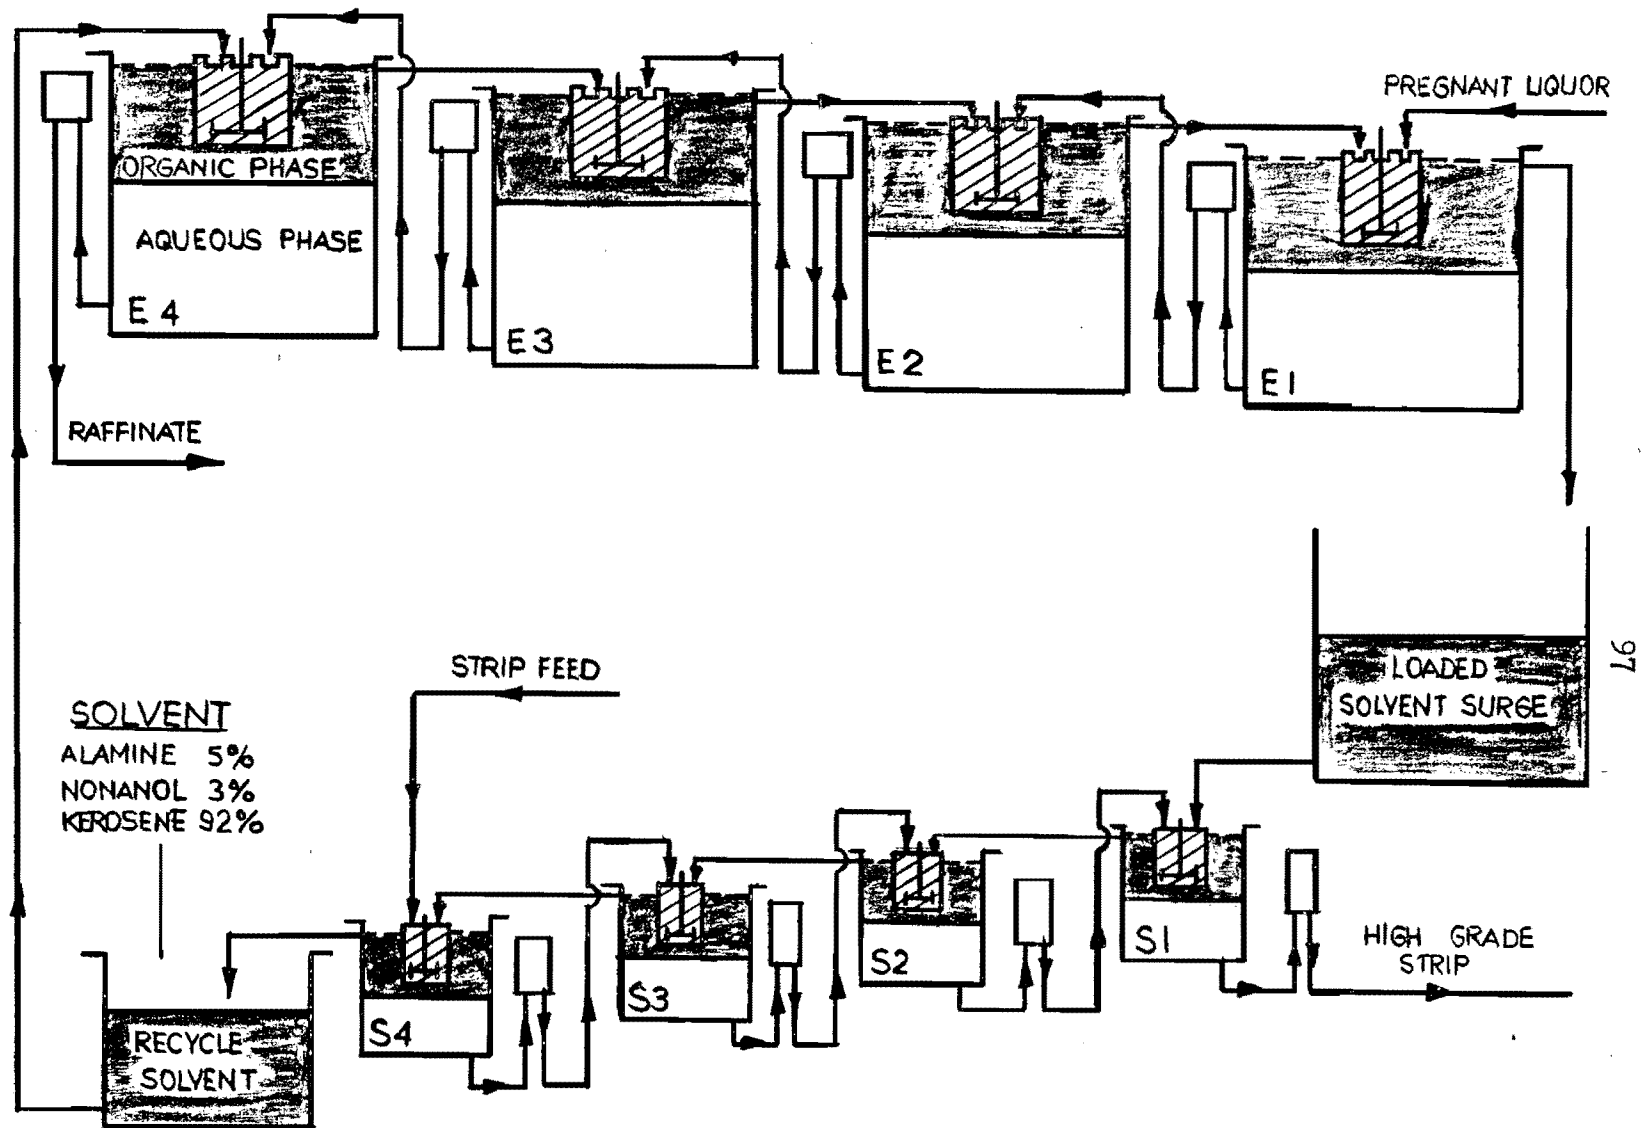 PREGNANT LIQUOR
ORGANIC PHASE
AQUEOUS PHASE
E4
E3
E2
E1
RAFFINATE
97
STRIP FEED
LOADED
SOLVENT SURGE
SOLVENT
ALAMINE 5%
NONANOL 3%
KEROSENE 92%
S1
S2
S3
S4
HIGH GRADE
STRIP
RECYCLE
SOLVENT